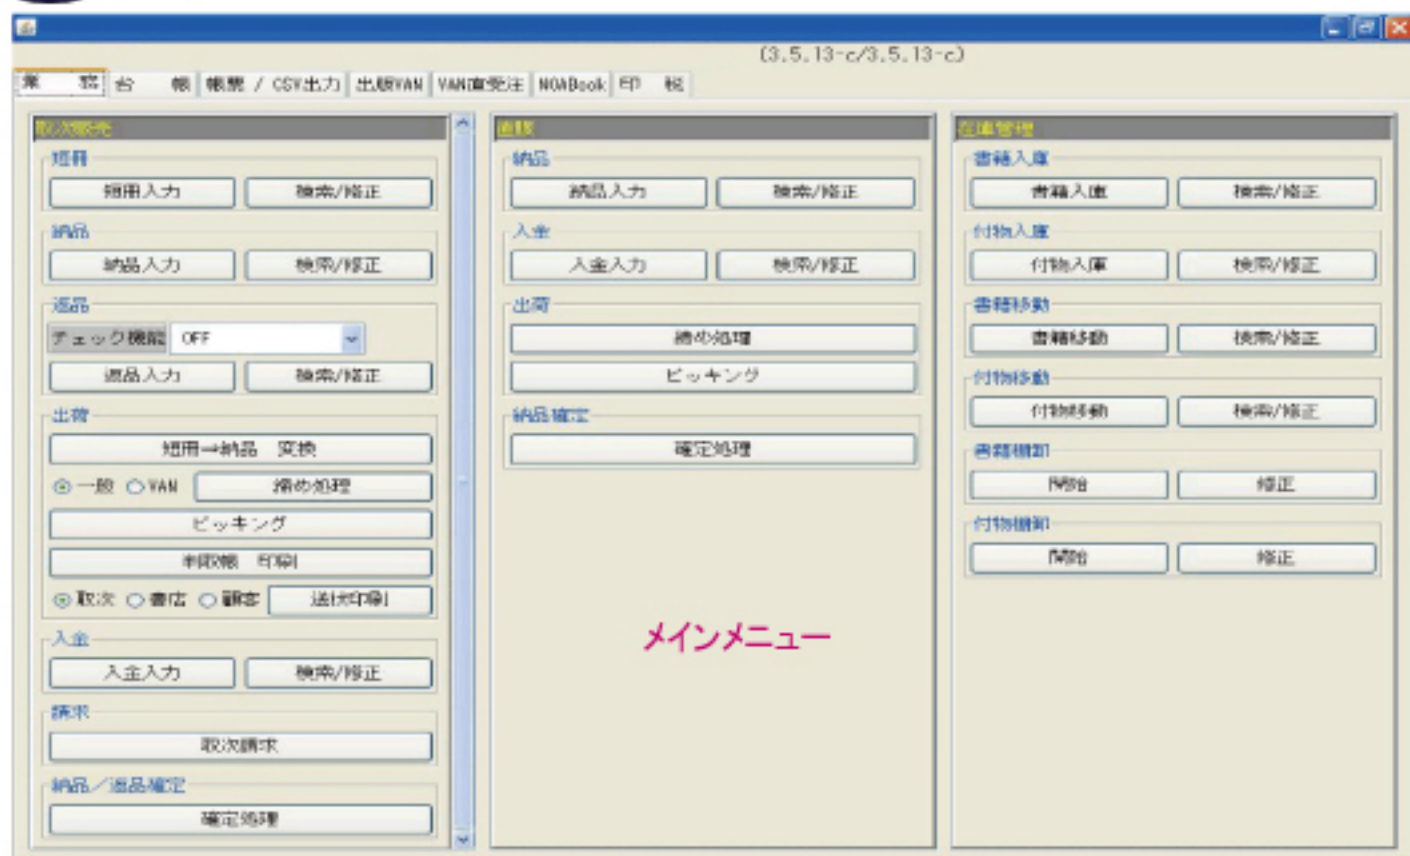 (3.5.13-c/3.5.13-c)
業　務 台　帳 帳票 / CSV出力 出版VAN VAN直受注 NOABook 印　税
取次販売
短冊
短冊入力 検索/修正
納品
納品入力 検索/修正
返品
チェック機能 OFF
返品入力 検索/修正
出荷
短冊⇒納品　変換
一般 VAN 締め処理
ピッキング
半取帳　印刷
取次 書店 顧客 送状印刷
入金
入金入力 検索/修正
請求
取次請求
納品／返品確定
確定処理
直販
納品
納品入力 検索/修正
入金
入金入力 検索/修正
出荷
締め処理
ピッキング
納品確定
確定処理
メインメニュー
在庫管理
書籍入庫
書籍入庫 検索/修正
付物入庫
付物入庫 検索/修正
書籍移動
書籍移動 検索/修正
付物移動
付物移動 検索/修正
書籍棚卸
開始 修正
付物棚卸
開始 修正